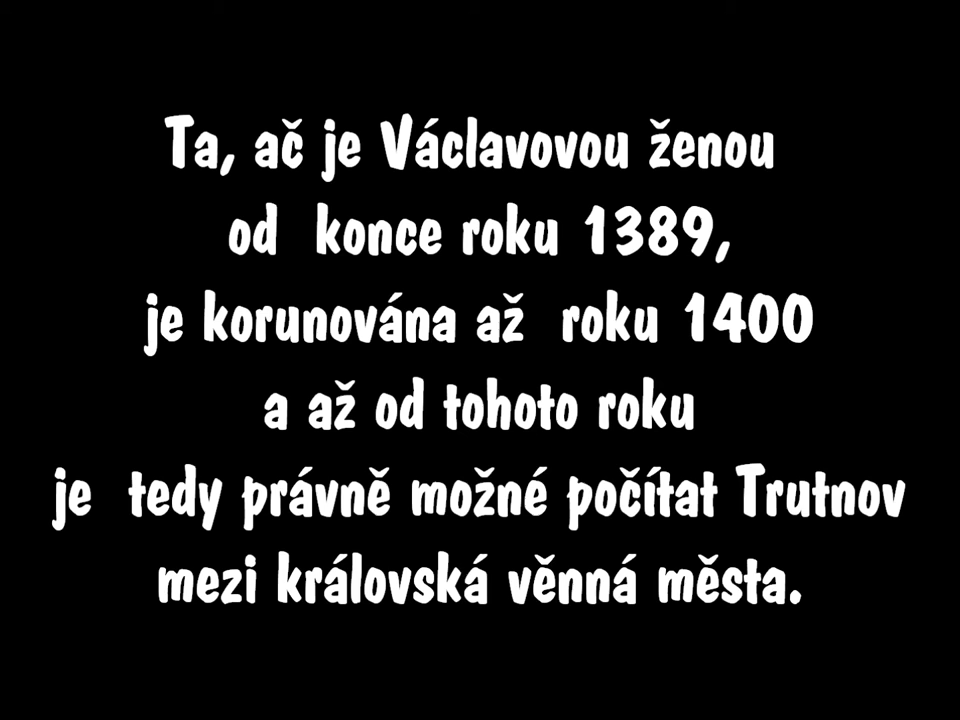 Ta, ač je Václavovou ženou
od konce roku 1389,
je korunována až roku 1400
a až od tohoto roku
je tedy právně možné počítat Trutnov
mezi královská věnná města.